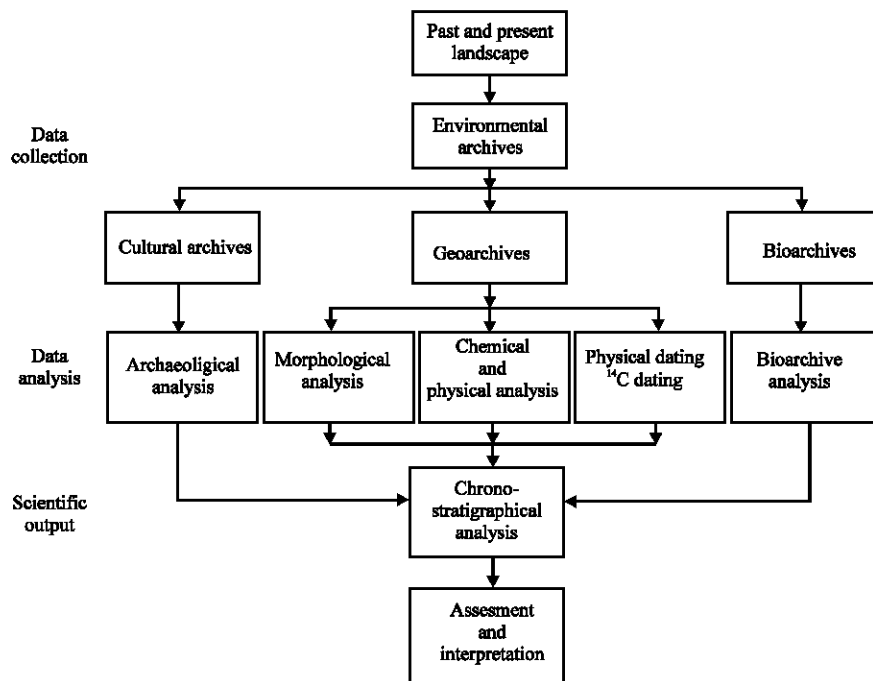 Past and present
landscape
Data
collection
Environmental
archives
Cultural archives
Geoarchives
Bioarchives
Data
analysis
Archaeoligical
analysis
Morphological
analysis
Chemical
and
physical analysis
Physical dating
¹⁴C dating
Bioarchive
analysis
Scientific
output
Chrono-
stratigraphical
analysis
Assesment
and
interpretation